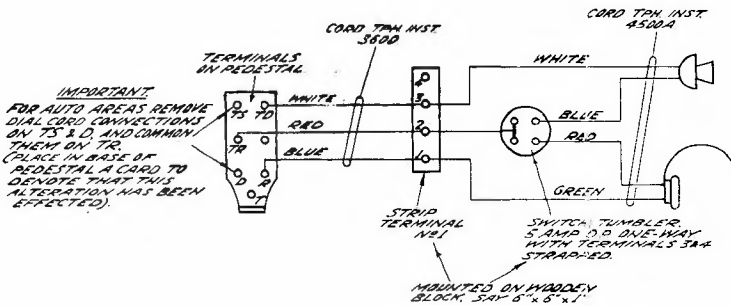 CORD TPH. INST.
4500A
CORD TPH. INST.
3600
TERMINALS
ON PEDESTAL
WHITE
IMPORTANT
FOR AUTO AREAS REMOVE
DIAL CORD CONNECTIONS
ON TS & D, AND COMMON
THEM ON TR.
(PLACE IN BASE OF
PEDESTAL A CARD TO
DENOTE THAT THIS
ALTERATION HAS BEEN
EFFECTED).
TS TD
TR
D R
T
WHITE
RED
BLUE
4
3
2
1
BLUE
RAD
GREEN
STRIP
TERMINAL
Nº1
SWITCH TUMBLER.
5 AMP D.P. ONE-WAY
WITH TERMINALS 3&4
STRAPPED.
MOUNTED ON WOODEN
BLOCK, SAY 6"x 6"x 1"